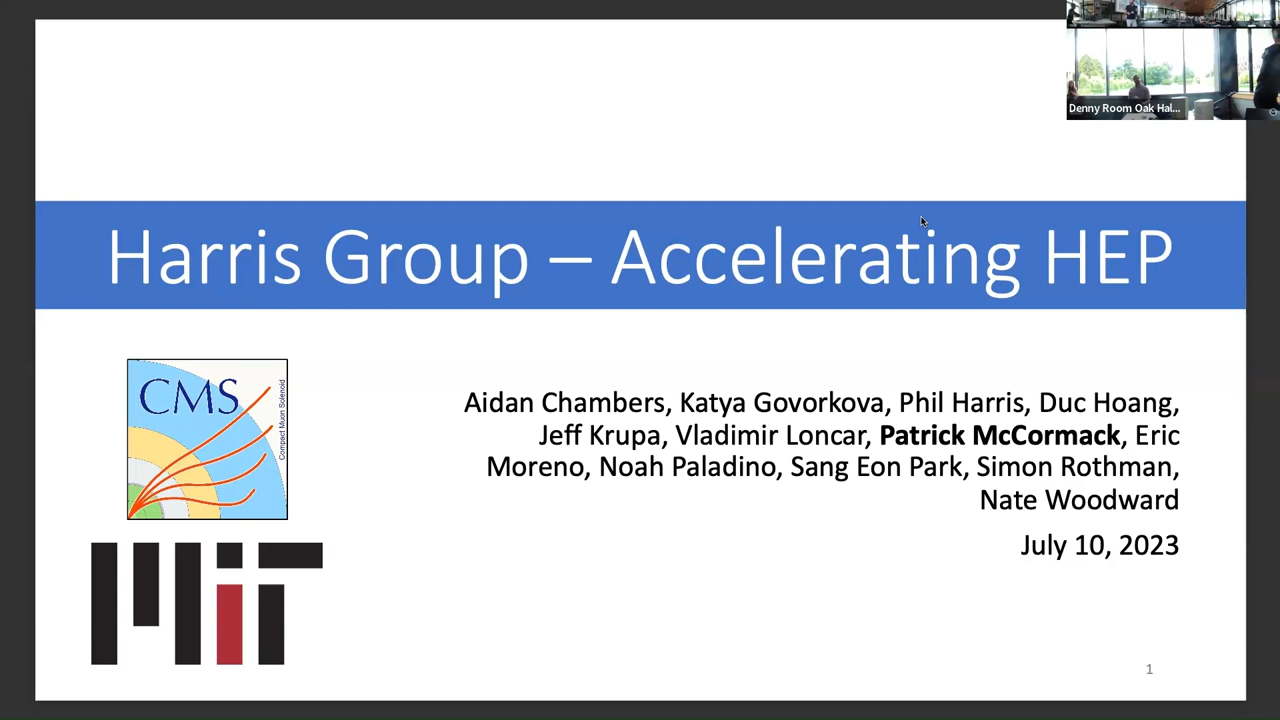 Denny Room Oak Hal...
Harris Group – Accelerating HEP
CMS
Compact Muon Solenoid
Aidan Chambers, Katya Govorkova, Phil Harris, Duc Hoang,
Jeff Krupa, Vladimir Loncar, Patrick McCormack, Eric
Moreno, Noah Paladino, Sang Eon Park, Simon Rothman,
Nate Woodward
July 10, 2023
MiT
1